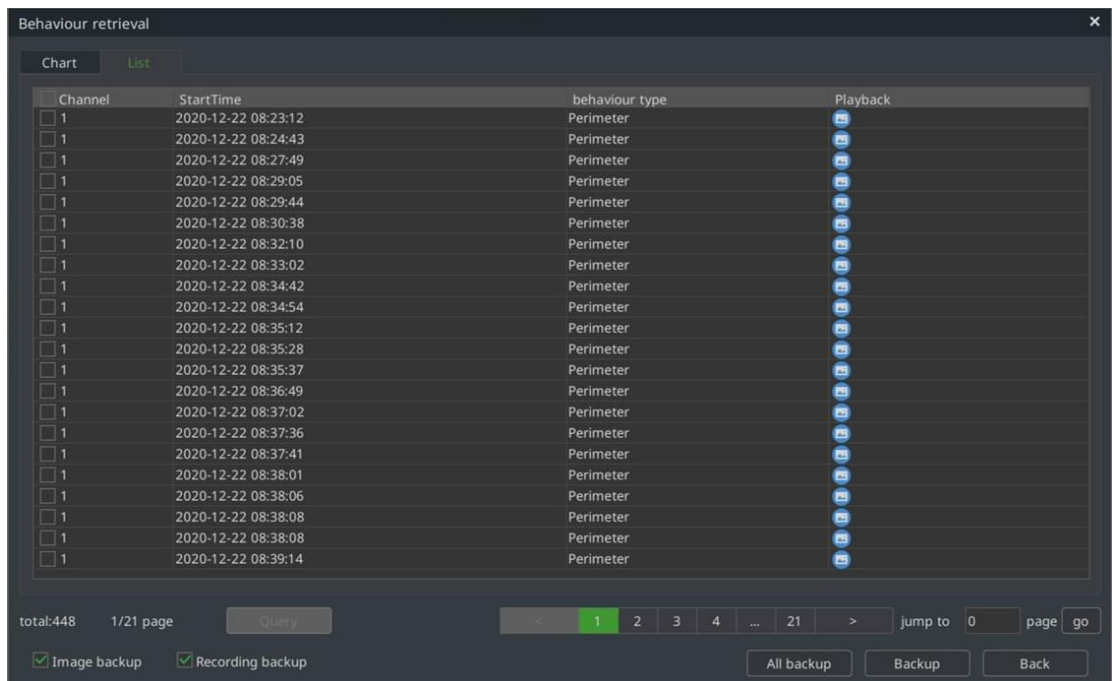 Behaviour retrieval
Chart List
Channel StartTime behaviour type Playback
1 2020-12-22 08:23:12 Perimeter
1 2020-12-22 08:24:43 Perimeter
1 2020-12-22 08:27:49 Perimeter
1 2020-12-22 08:29:05 Perimeter
1 2020-12-22 08:29:44 Perimeter
1 2020-12-22 08:30:38 Perimeter
1 2020-12-22 08:32:10 Perimeter
1 2020-12-22 08:33:02 Perimeter
1 2020-12-22 08:34:42 Perimeter
1 2020-12-22 08:34:54 Perimeter
1 2020-12-22 08:35:12 Perimeter
1 2020-12-22 08:35:28 Perimeter
1 2020-12-22 08:35:37 Perimeter
1 2020-12-22 08:36:49 Perimeter
1 2020-12-22 08:37:02 Perimeter
1 2020-12-22 08:37:36 Perimeter
1 2020-12-22 08:37:41 Perimeter
1 2020-12-22 08:38:01 Perimeter
1 2020-12-22 08:38:06 Perimeter
1 2020-12-22 08:38:08 Perimeter
1 2020-12-22 08:38:08 Perimeter
1 2020-12-22 08:39:14 Perimeter
total:448 1/21 page Query < 1 2 3 4 ... 21 > jump to 0 page go
Image backup Recording backup All backup Backup Back